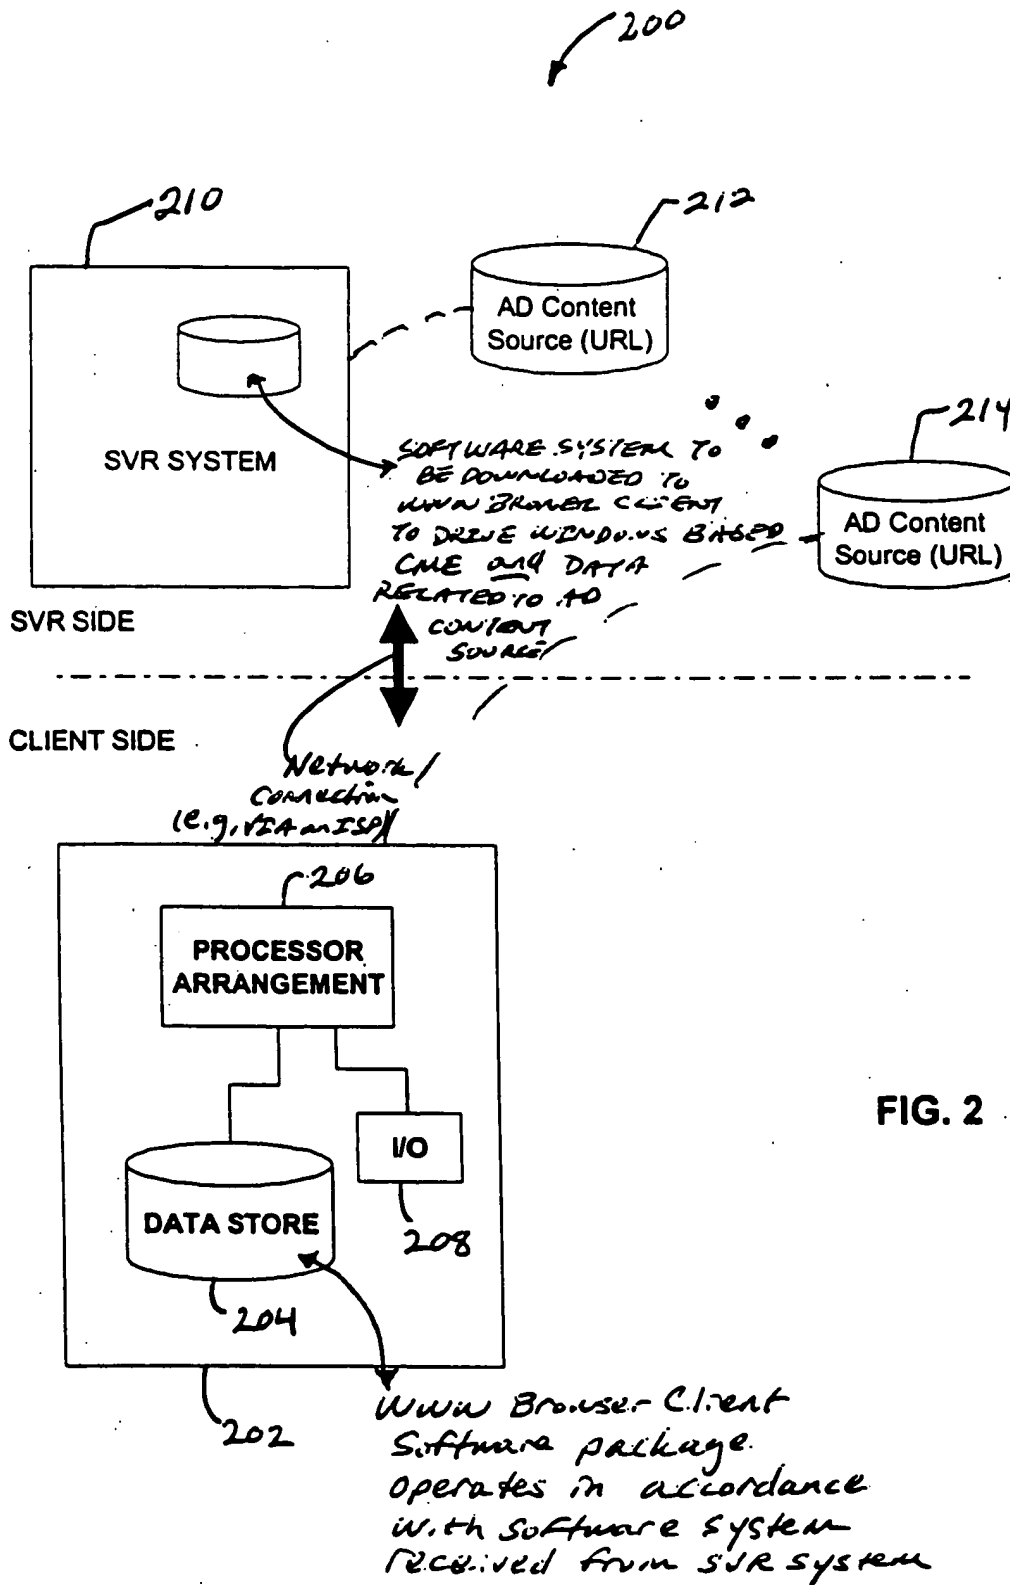 200
210
212
AD Content
Source (URL)
214
SVR SYSTEM
SOFTWARE SYSTEM TO
BE DOWNLOADED TO
WWW BROWSER CLIENT
TO DRIVE WINDOWS BASED
CME and DATA
RELATED TO AD
CONTENT
SOURCE
AD Content
Source (URL)
SVR SIDE
CLIENT SIDE
Network/
Connection
(e.g., VIA an ISP)
206
PROCESSOR
ARRANGEMENT
I/O
DATA STORE
208
204
202
FIG. 2
WWW Browser Client
Software package
operates in accordance
with software system
received from SVR system